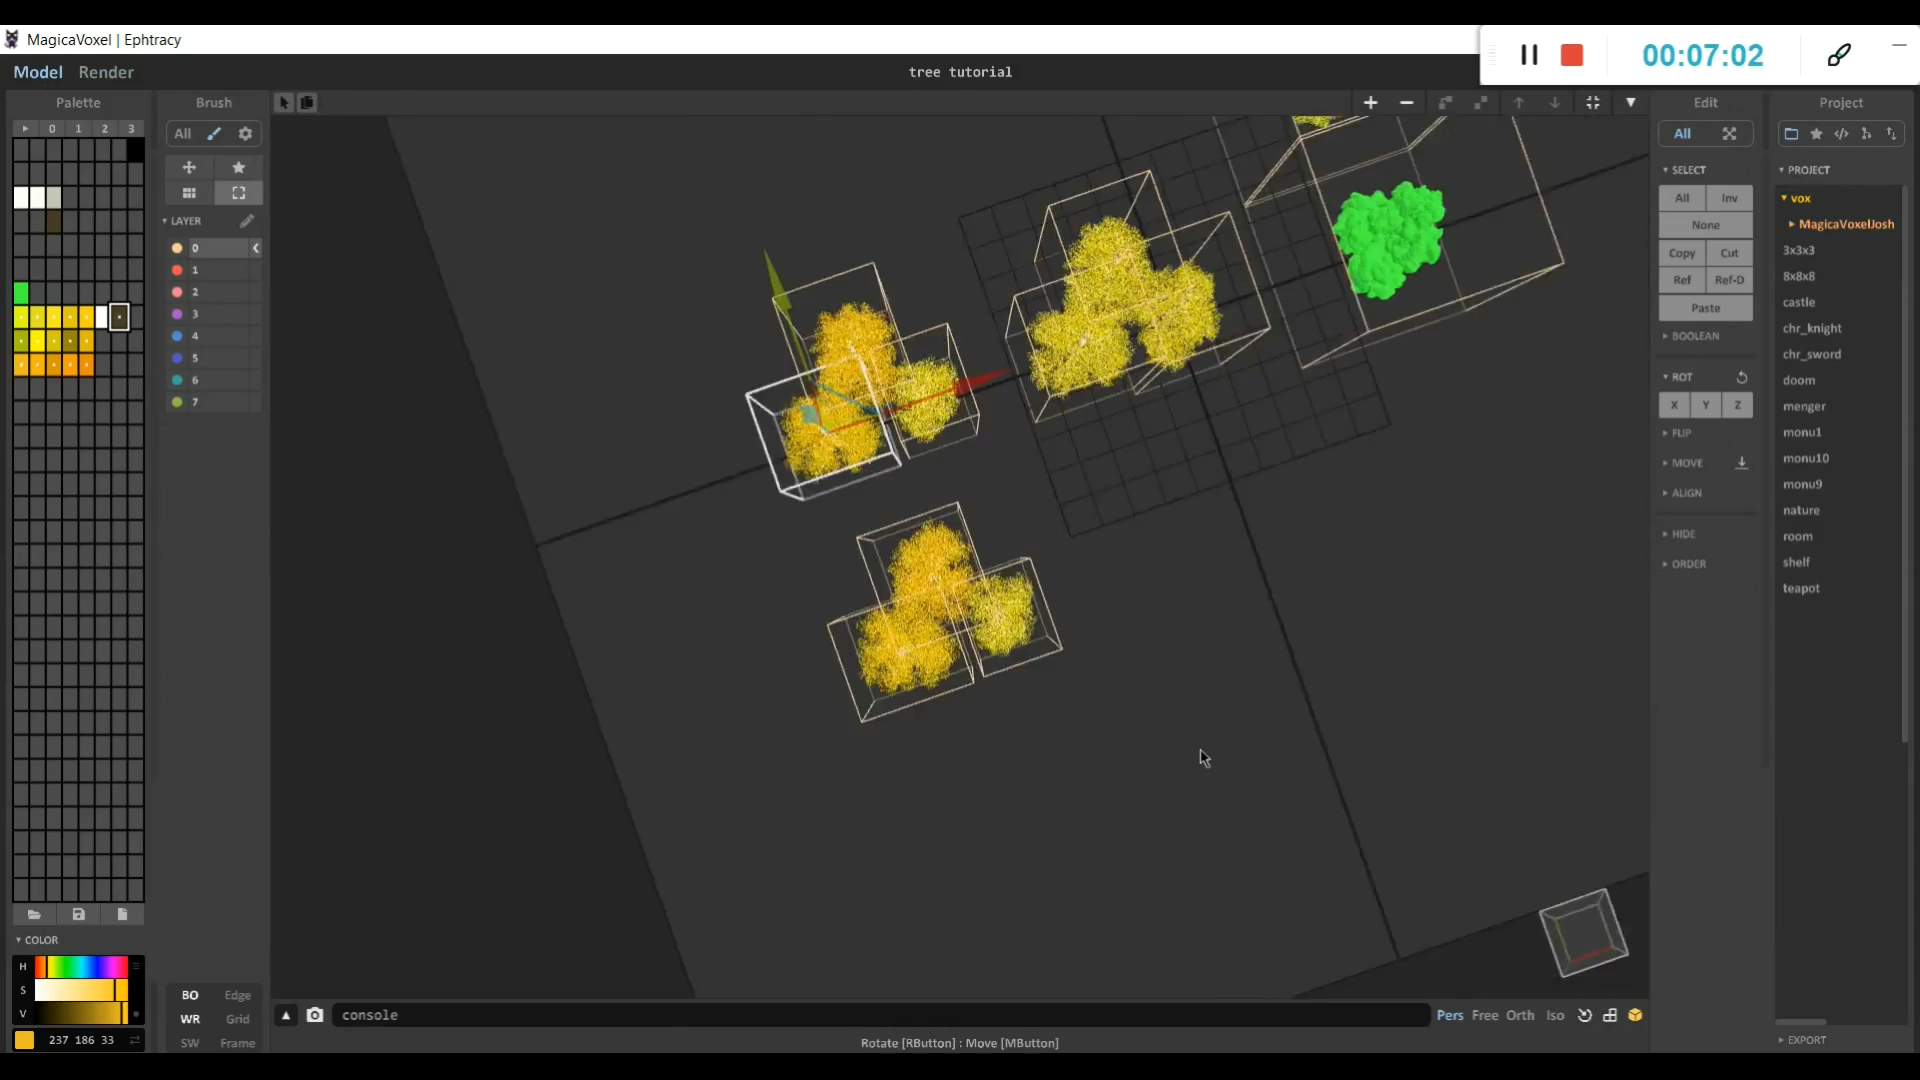 MagicaVoxel | Ephtracy
00:07:02
Model Render
tree tutorial
Palette
Brush
Edit
Project
0 1 2 3
All
All
SELECT
All Inv
None
Copy Cut
Ref Ref-D
Paste
BOOLEAN
ROT
X Y Z
FLIP
MOVE
ALIGN
HIDE
ORDER
LAYER
0
1
2
3
4
5
6
7
PROJECT
vox
MagicaVoxelJosh
3x3x3
8x8x8
castle
chr_knight
chr_sword
doom
menger
monu1
monu10
monu9
nature
room
shelf
teapot
COLOR
H
S
V
237 186 33
BO Edge
WR Grid
SW Frame
console
Pers Free Orth Iso
Rotate [RButton] : Move [MButton]
EXPORT